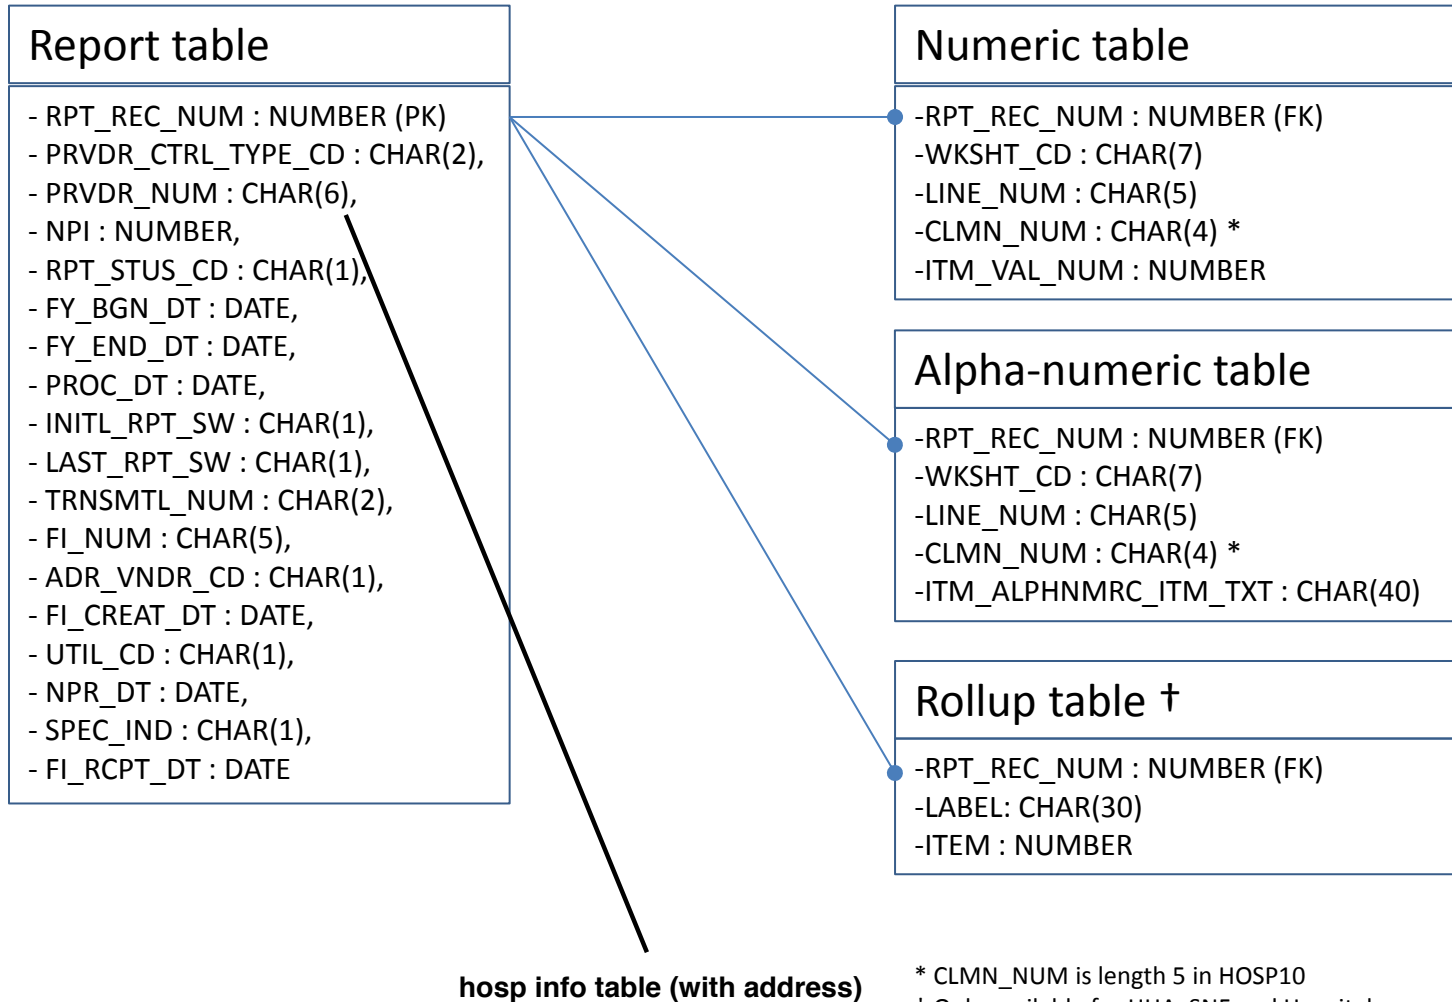 Report table
- RPT_REC_NUM : NUMBER (PK)
- PRVDR_CTRL_TYPE_CD : CHAR(2),
- PRVDR_NUM : CHAR(6),
- NPI : NUMBER,
- RPT_STUS_CD : CHAR(1),
- FY_BGN_DT : DATE,
- FY_END_DT : DATE,
- PROC_DT : DATE,
- INITL_RPT_SW : CHAR(1),
- LAST_RPT_SW : CHAR(1),
- TRNSMTL_NUM : CHAR(2),
- FI_NUM : CHAR(5),
- ADR_VNDR_CD : CHAR(1),
- FI_CREAT_DT : DATE,
- UTIL_CD : CHAR(1),
- NPR_DT : DATE,
- SPEC_IND : CHAR(1),
- FI_RCPT_DT : DATE
Numeric table
-RPT_REC_NUM : NUMBER (FK)
-WKSHT_CD : CHAR(7)
-LINE_NUM : CHAR(5)
-CLMN_NUM : CHAR(4) *
-ITM_VAL_NUM : NUMBER
Alpha-numeric table
-RPT_REC_NUM : NUMBER (FK)
-WKSHT_CD : CHAR(7)
-LINE_NUM : CHAR(5)
-CLMN_NUM : CHAR(4) *
-ITM_ALPHNMRC_ITM_TXT : CHAR(40)
Rollup table †
-RPT_REC_NUM : NUMBER (FK)
-LABEL: CHAR(30)
-ITEM : NUMBER
hosp info table (with address)
* CLMN_NUM is length 5 in HOSP10